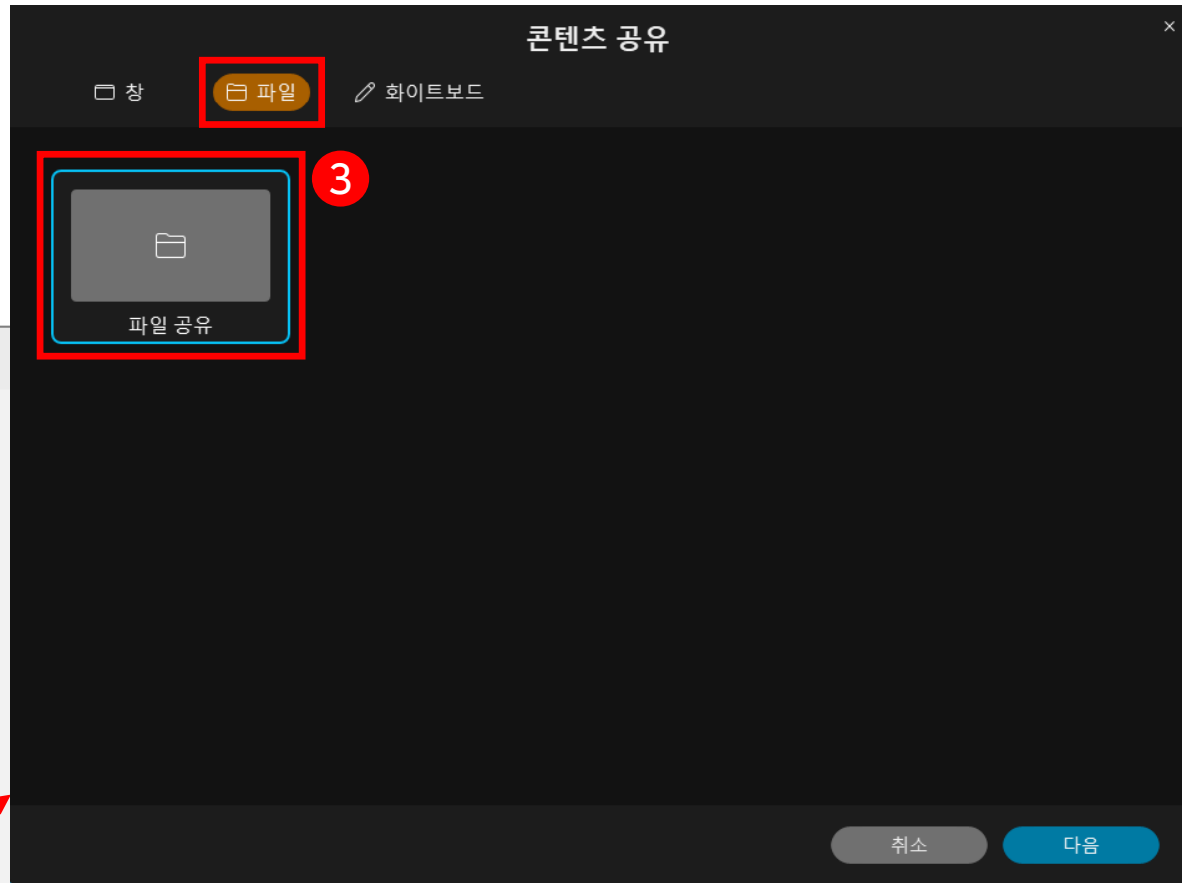 콘텐츠 공유
창 파일 화이트보드
3
파일 공유
취소 다음